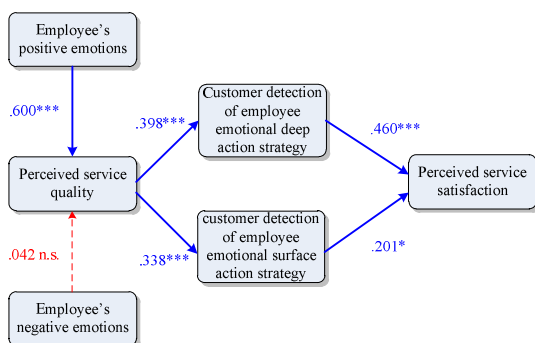 Employee's
positive emotions
.600***
Customer detection
of employee
emotional deep
action strategy
.398***
.460***
Perceived service
quality
Perceived service
satisfaction
customer detection
of employee
emotional surface
action strategy
.042 n.s.
.338***
.201*
Employee's
negative emotions